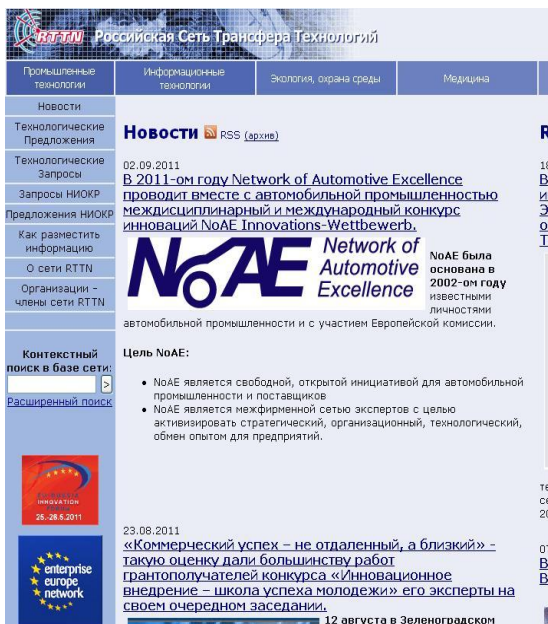 RTTN Российская Сеть Трансфера Технологий
Промышленные
технологии
Информационные
технологии
Экология, охрана среды
Медицина
Новости
Технологические
Предложения
Технологические
Запросы
Запросы НИОКР
Предложения НИОКР
Как разместить
информацию
О сети RTTN
Организации –
члены сети RTTN
Контекстный
поиск в базе сети:
>
Расширенный поиск
INNOVATION
25.-28.5.2011
enterprise
europe
network
Новости RSS (архив)
02.09.2011
В 2011-ом году Network of Automotive Excellence
проводит вместе с автомобильной промышленностью
междисциплинарный и международный конкурс
инноваций NoAE Innovations-Wettbewerb.
NoAE Network of
Automotive
Excellence
NoAE была
основана в
2002-ом году
известными
личностями
автомобильной промышленности и с участием Европейской комиссии.
Цель NoAE:
• NoAE является свободной, открытой инициативой для автомобильной
промышленности и поставщиков
• NoAE является межфирменной сетью экспертов с целью
активизировать стратегический, организационный, технологический,
обмен опытом для предприятий.
23.08.2011
«Коммерческий успех – не отдаленный, а близкий» -
такую оценку дали большинству работ
грантополучателей конкурса «Инновационное
внедрение – школа успеха молодежи» его эксперты на
своем очередном заседании.
12 августа в Зеленоградском